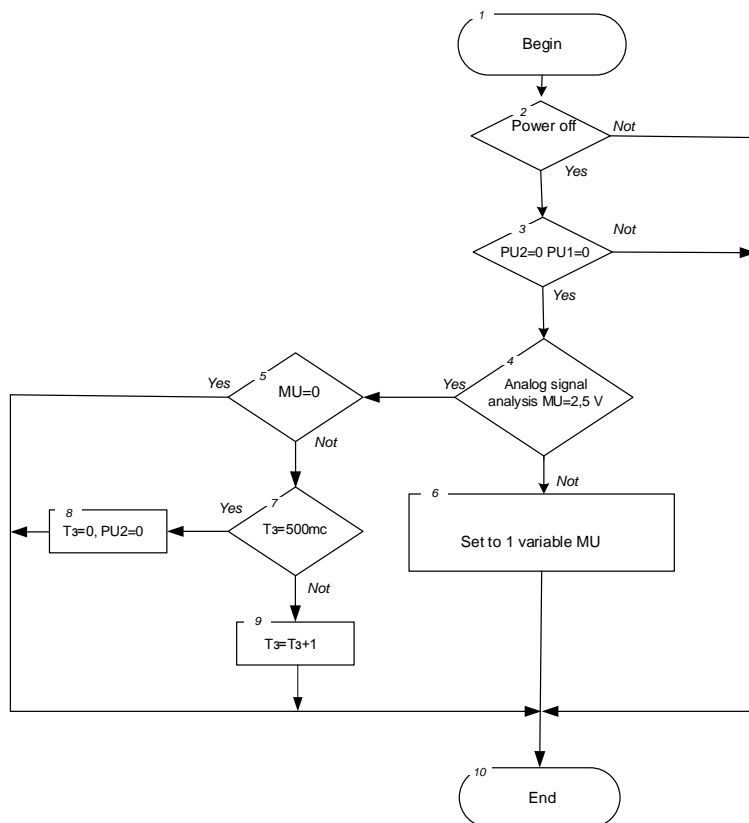 1
Begin
2
Power off
Not
Yes
3
PU2=0 PU1=0
Not
Yes
4
Analog signal
analysis MU=2,5 V
Yes
Not
5
MU=0
Yes
Not
6
Set to 1 variable MU
7
T3=500mc
Yes
Not
8
T3=0, PU2=0
9
T3=T3+1
10
End